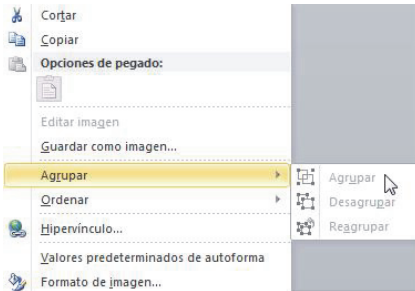 Cortar
Copiar
Opciones de pegado:
Editar imagen
Guardar como imagen...
Agrupar
Agrupar
Ordenar
Desagrupar
Hipervínculo...
Reagrupar
Valores predeterminados de autoforma
Formato de imagen...